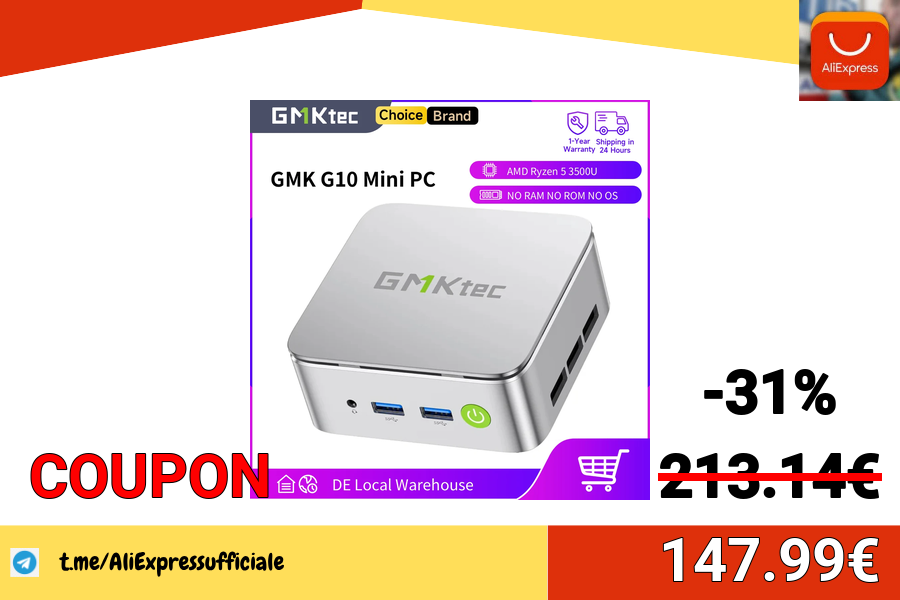 AliExpress
GMKtec Choice Brand
1-Year Warranty
Shipping in 24 Hours
GMK G10 Mini PC
AMD Ryzen 5 3500U
NO RAM NO ROM NO OS
GMKtec
-31%
COUPON
213.14€
DE Local Warehouse
t.me/AliExpressufficiale
147.99€